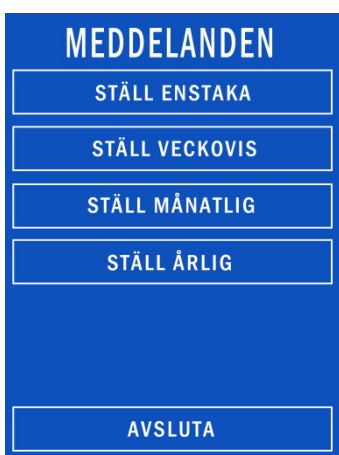 MEDDELANDEN
STÄLL ENSTAKA
STÄLL VECKOVIS
STÄLL MÅNATLIG
STÄLL ÅRLIG
AVSLUTA